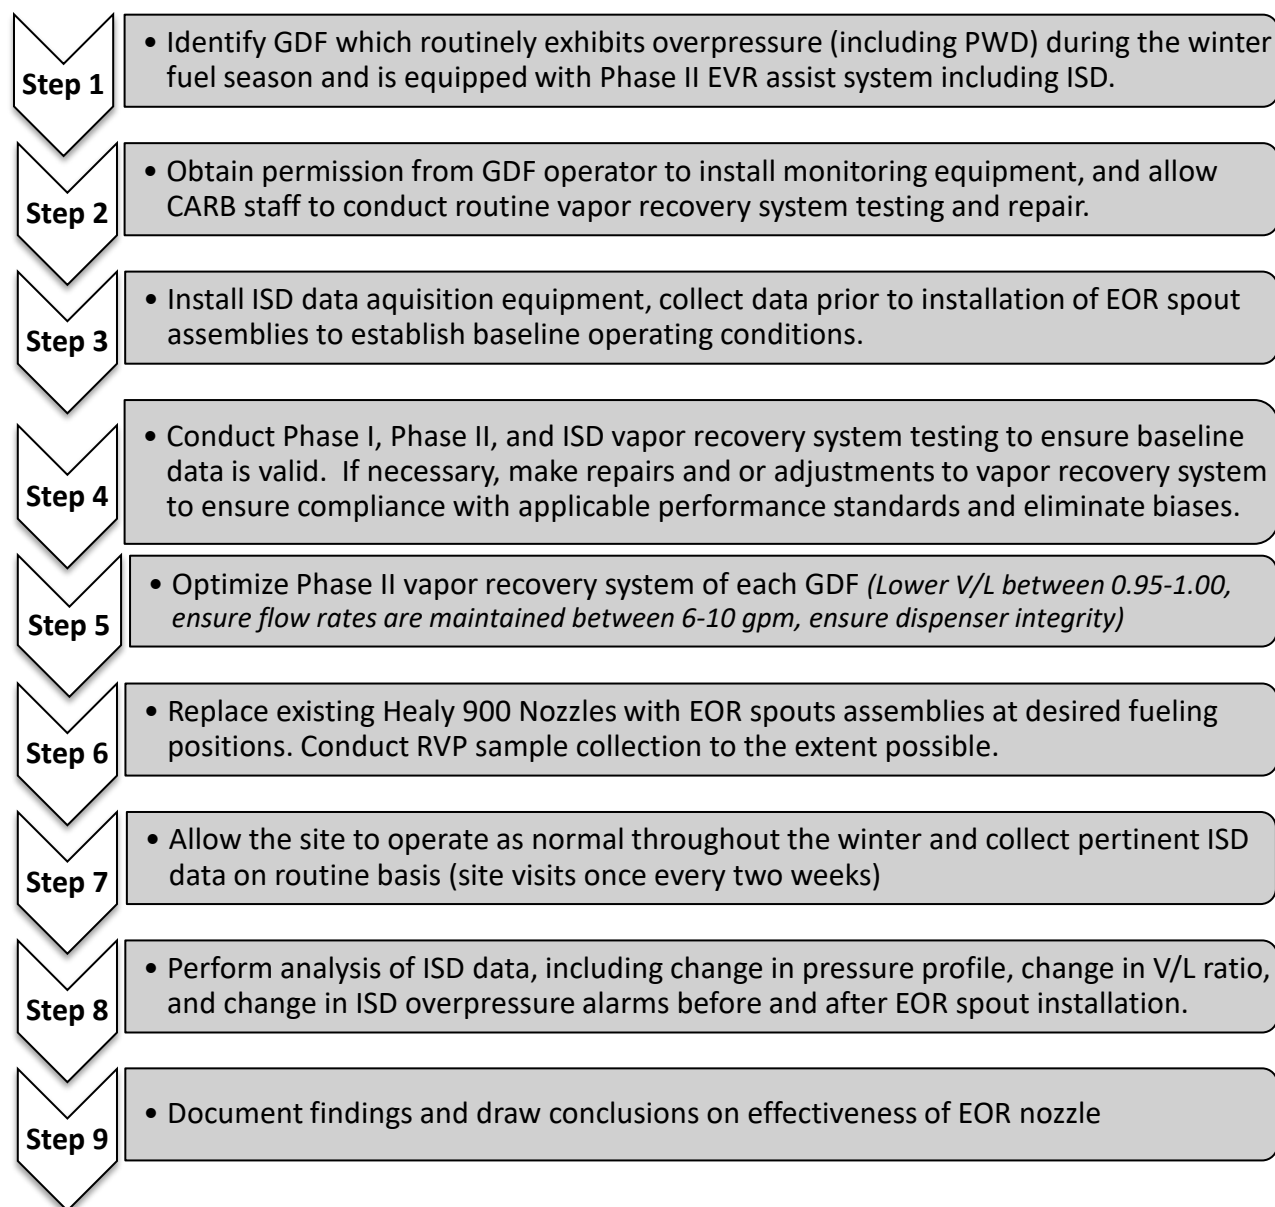 Step 1
• Identify GDF which routinely exhibits overpressure (including PWD) during the winter
fuel season and is equipped with Phase II EVR assist system including ISD.
Step 2
• Obtain permission from GDF operator to install monitoring equipment, and allow
CARB staff to conduct routine vapor recovery system testing and repair.
Step 3
• Install ISD data aquisition equipment, collect data prior to installation of EOR spout
assemblies to establish baseline operating conditions.
Step 4
• Conduct Phase I, Phase II, and ISD vapor recovery system testing to ensure baseline
data is valid.  If necessary, make repairs and or adjustments to vapor recovery system
to ensure compliance with applicable performance standards and eliminate biases.
Step 5
• Optimize Phase II vapor recovery system of each GDF (Lower V/L between 0.95-1.00,
ensure flow rates are maintained between 6-10 gpm, ensure dispenser integrity)
Step 6
• Replace existing Healy 900 Nozzles with EOR spouts assemblies at desired fueling
positions. Conduct RVP sample collection to the extent possible.
Step 7
• Allow the site to operate as normal throughout the winter and collect pertinent ISD
data on routine basis (site visits once every two weeks)
Step 8
• Perform analysis of ISD data, including change in pressure profile, change in V/L ratio,
and change in ISD overpressure alarms before and after EOR spout installation.
Step 9
• Document findings and draw conclusions on effectiveness of EOR nozzle